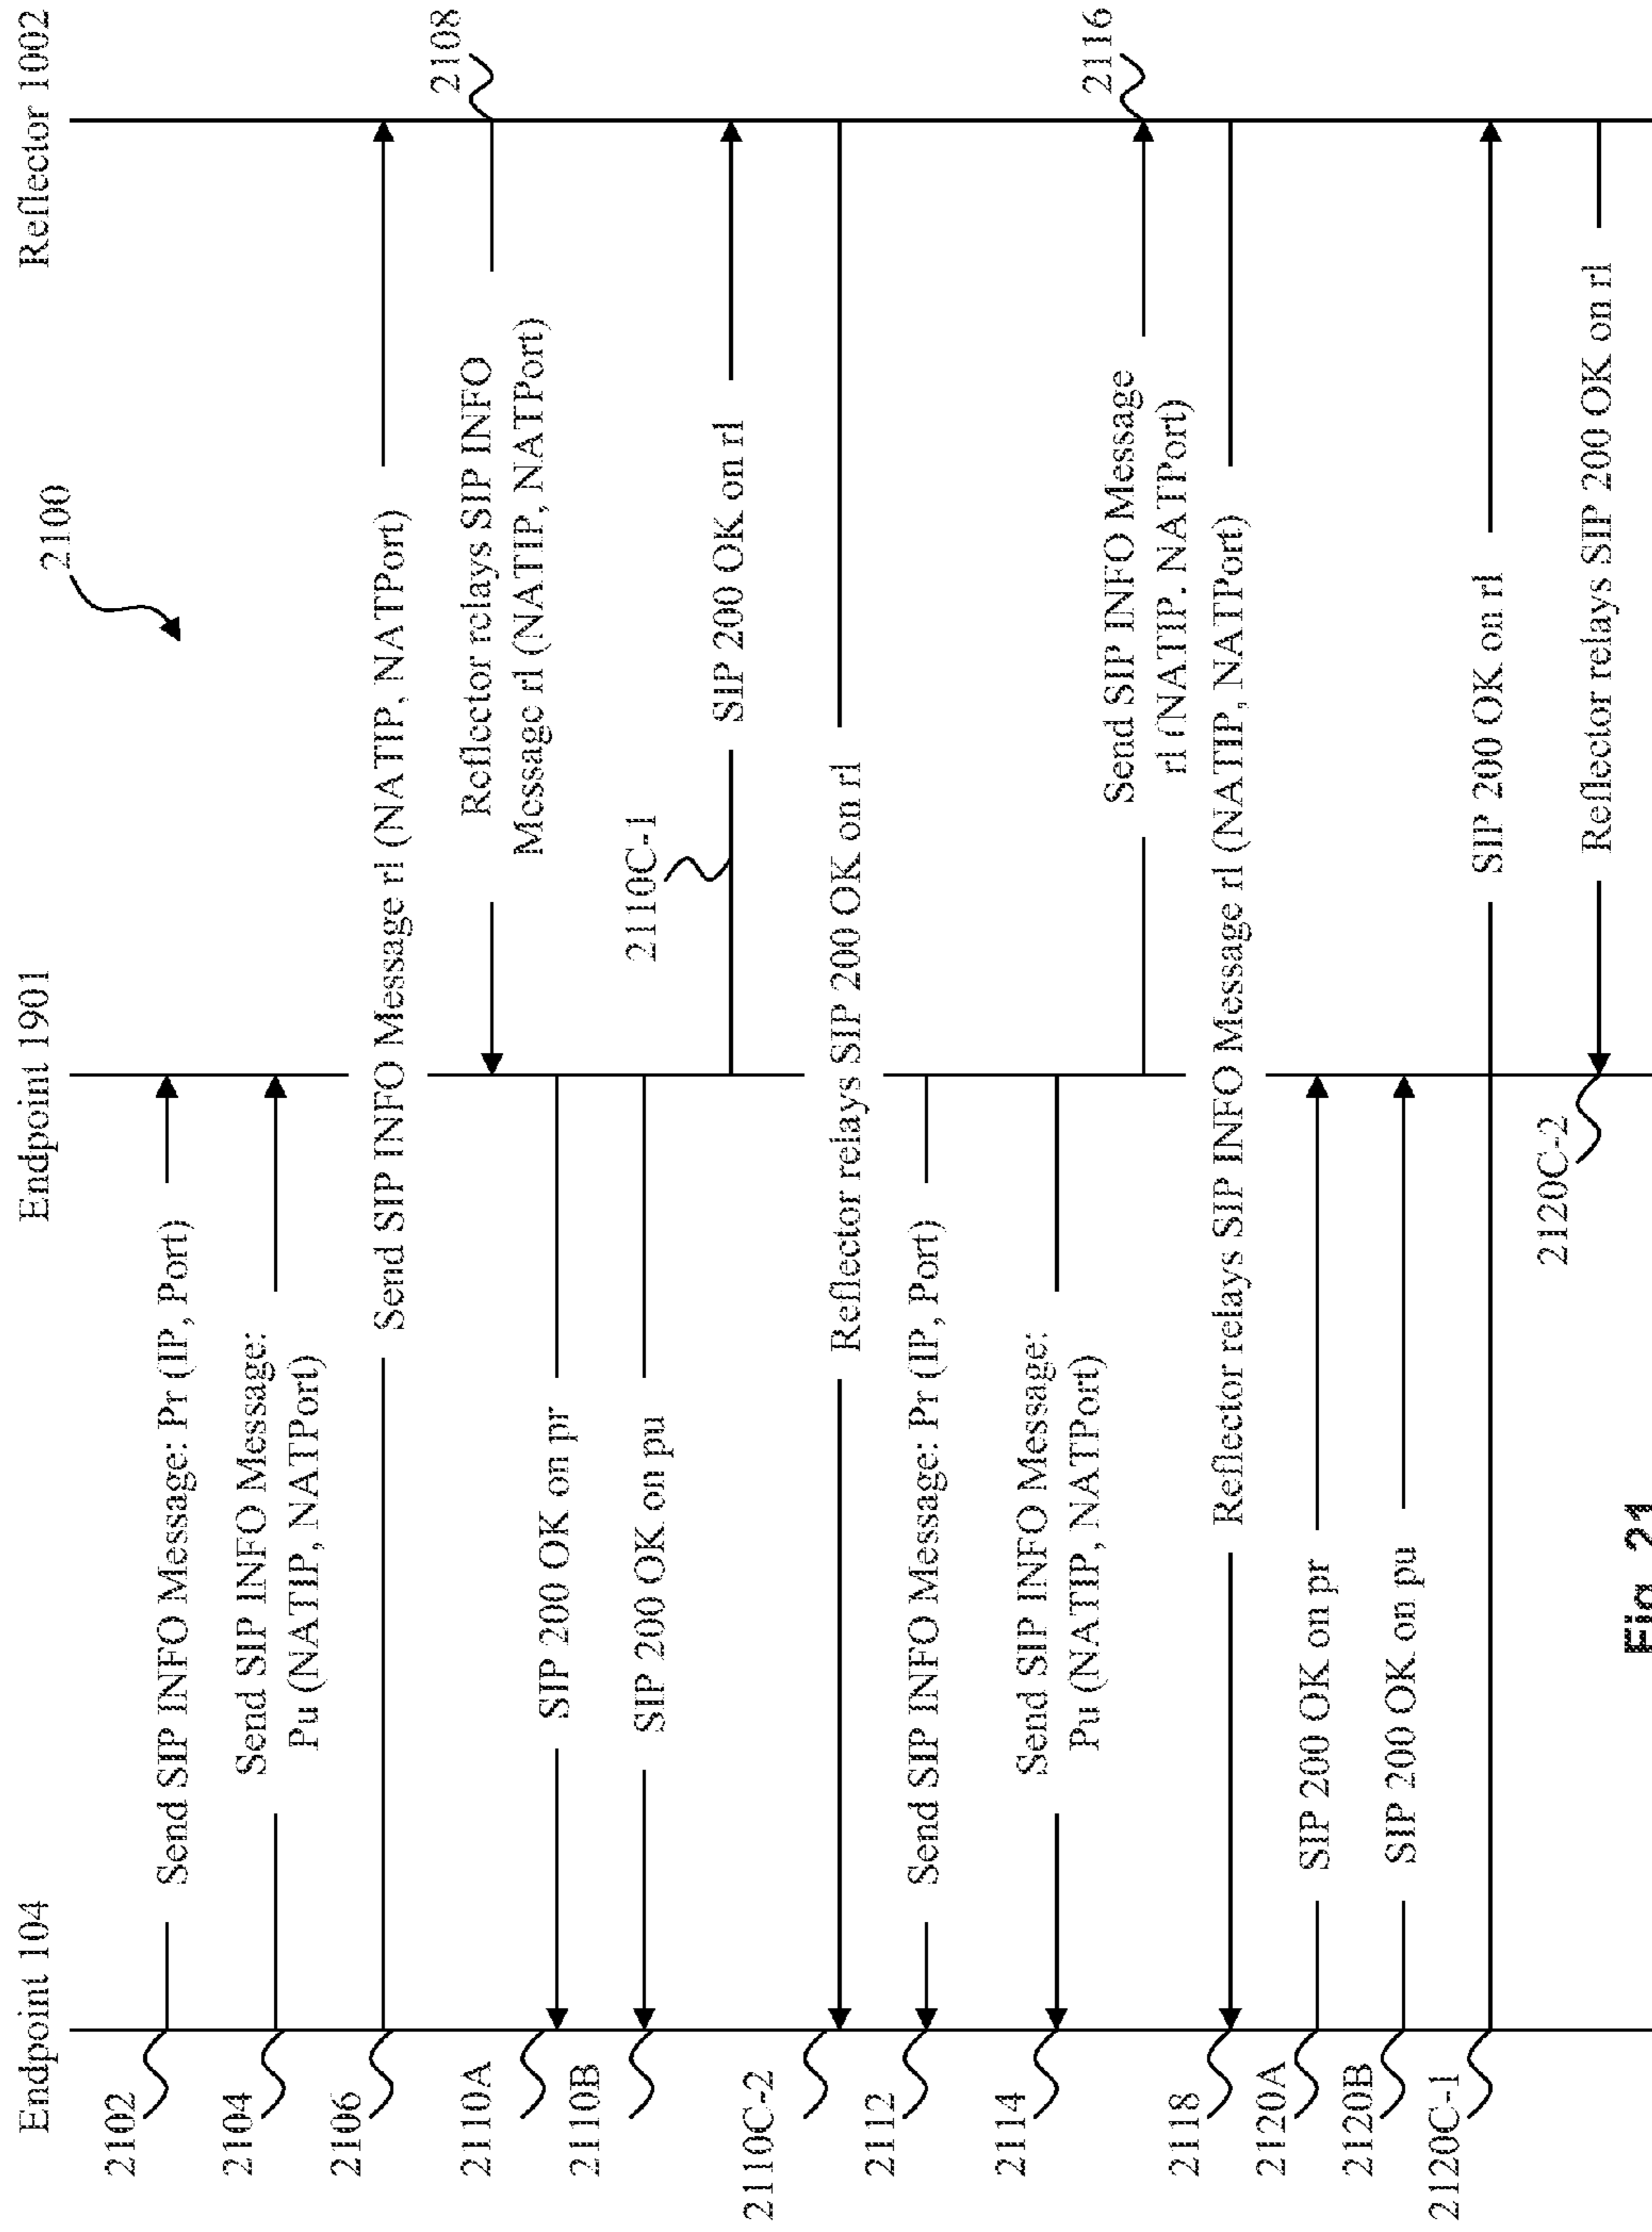 Endpoint 104
Endpoint 1901
Reflector 1002
2100
2102
Send SIP INFO Message: Pr (IP, Port)
2104
Send SIP INFO Message:
Pu (NATIP, NATPort)
2106
Send SIP INFO Message rl (NATIP, NATPort)
2108
Reflector relays SIP INFO
Message rl (NATIP, NATPort)
2110A
SIP 200 OK on pr
2110B
SIP 200 OK on pu
2110C-1
SIP 200 OK on rl
2110C-2
Reflector relays SIP 200 OK on rl
2112
Send SIP INFO Message: Pr (IP, Port)
2114
Send SIP INFO Message:
Pu (NATIP, NATPort)
2116
Send SIP INFO Message
rl (NATIP. NATPort)
2118
Reflector relays SIP INFO Message rl (NATIP, NATPort)
2120A
SIP 200 OK on pr
2120B
SIP 200 OK on pu
2120C-1
SIP 200 OK on rl
2120C-2
Reflector relays SIP 200 OK on rl
Fig. 21